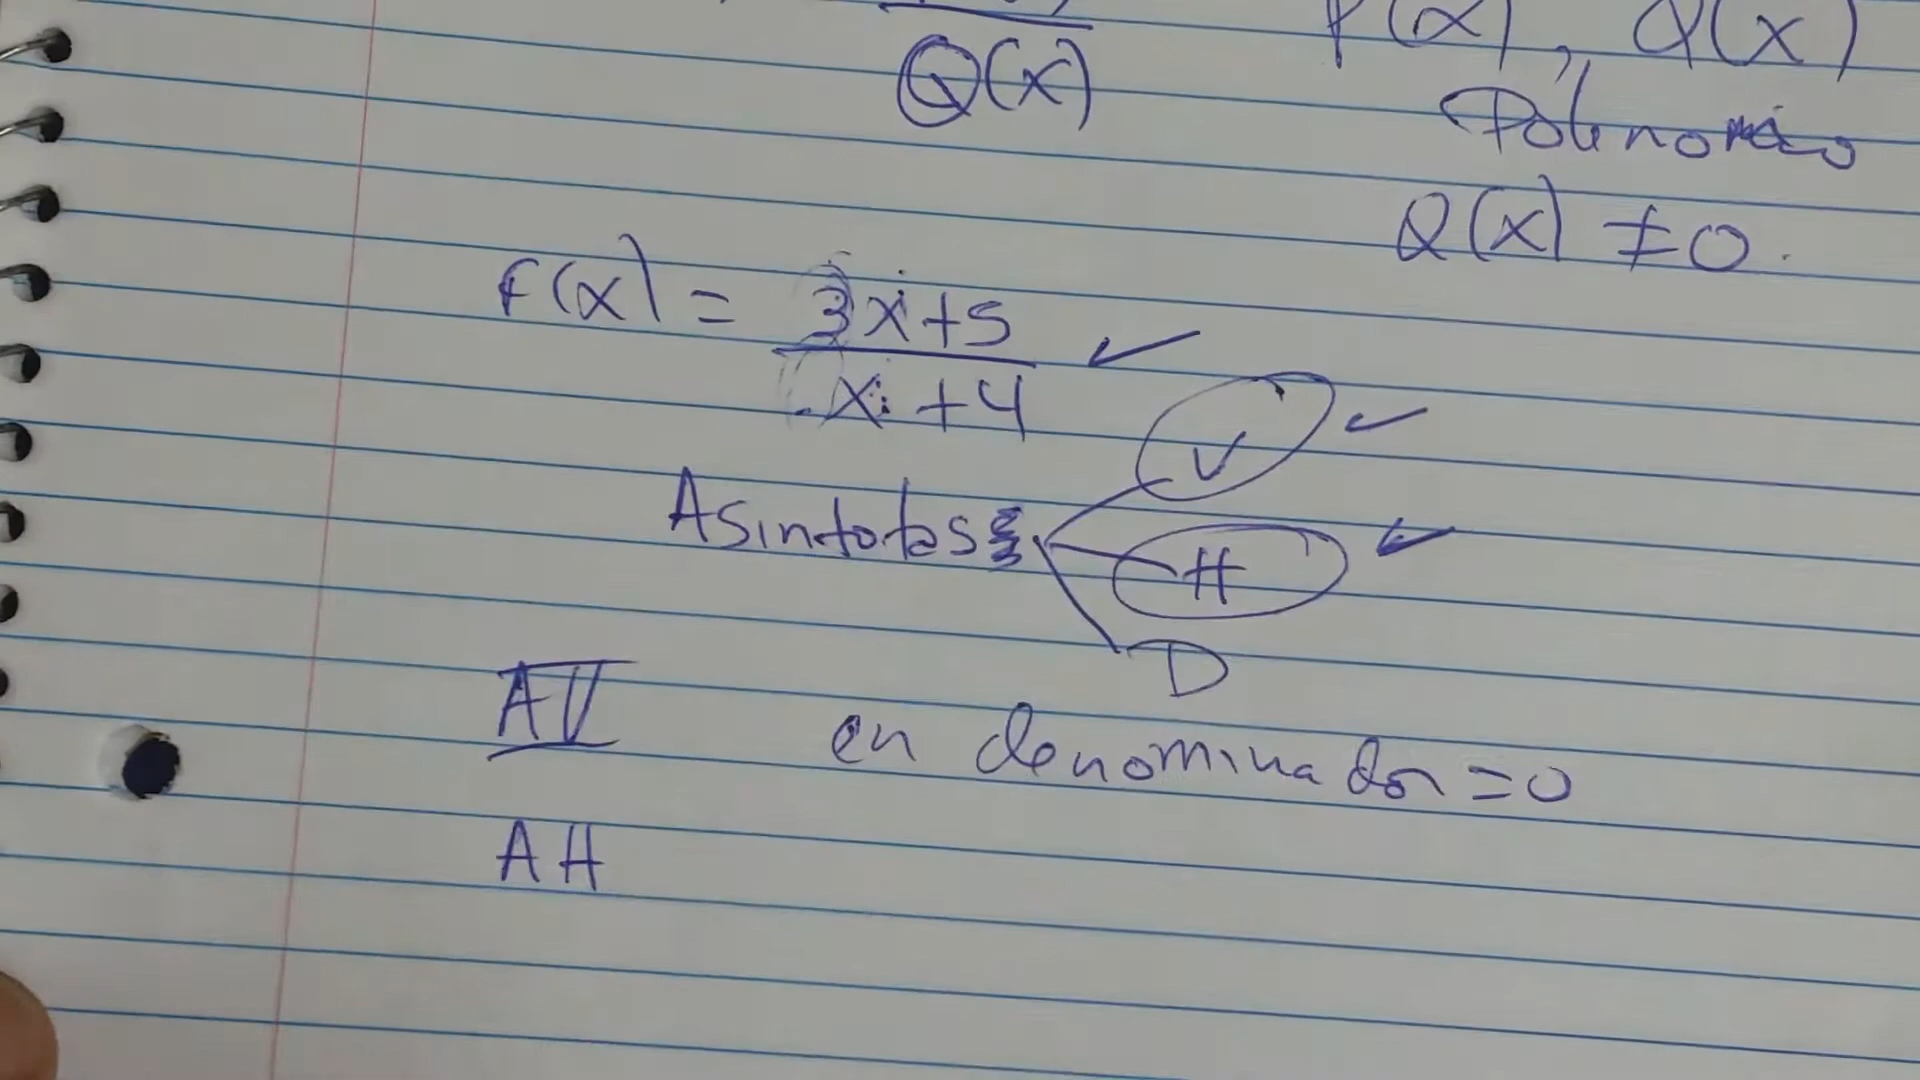 Q(x)
P(x), Q(x)
Polinomio
Q(x) ≠ 0.
F(x) = 3x+5
x+4
Asintotas
V
H
D
AV en denominador = 0
AH